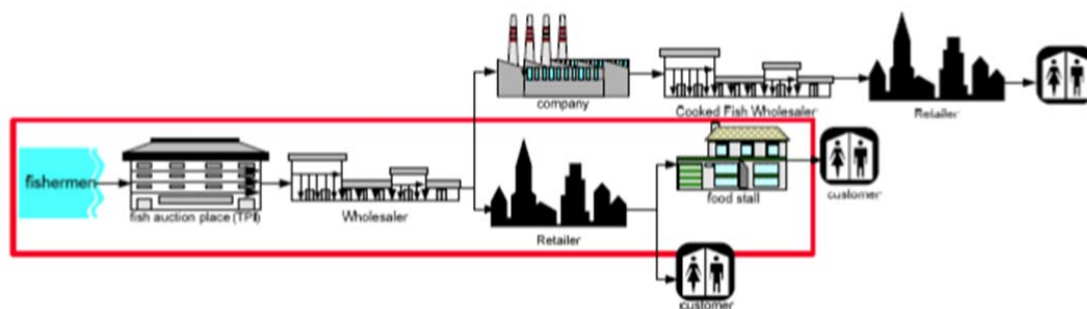 company
Cooked Fish Wholesaler
Retailer
fishermen
fish auction place (TPI)
Wholesaler
Retailer
food stall
customer
customer